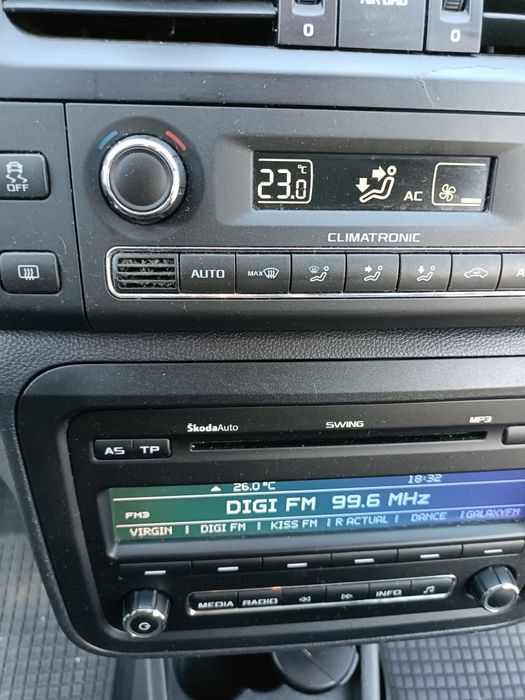 AIR BAG
0 0
OFF
23.0 °C
AC
CLIMATRONIC
AUTO MAX
A
ŠkodaAuto SWING MP3
AS TP
26.0 °C 18:32
DIGI FM 99.6 MHz
FM3
VIRGIN | DIGI FM | KISS FM | R ACTUAL | DANCE | GALAXYFM
MEDIA RADIO INFO